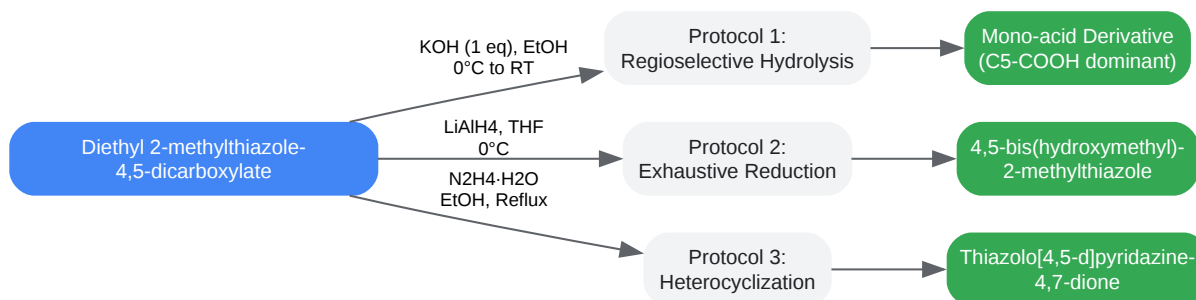 KOH (1 eq), EtOH
0°C to RT
Protocol 1:
Regioselective Hydrolysis
Mono-acid Derivative
(C5-COOH dominant)
Diethyl 2-methylthiazole-
4,5-dicarboxylate
LiAlH4, THF
0°C
Protocol 2:
Exhaustive Reduction
4,5-bis(hydroxymethyl)-
2-methylthiazole
N2H4·H2O
EtOH, Reflux
Protocol 3:
Heterocyclization
Thiazolo[4,5-d]pyridazine-
4,7-dione